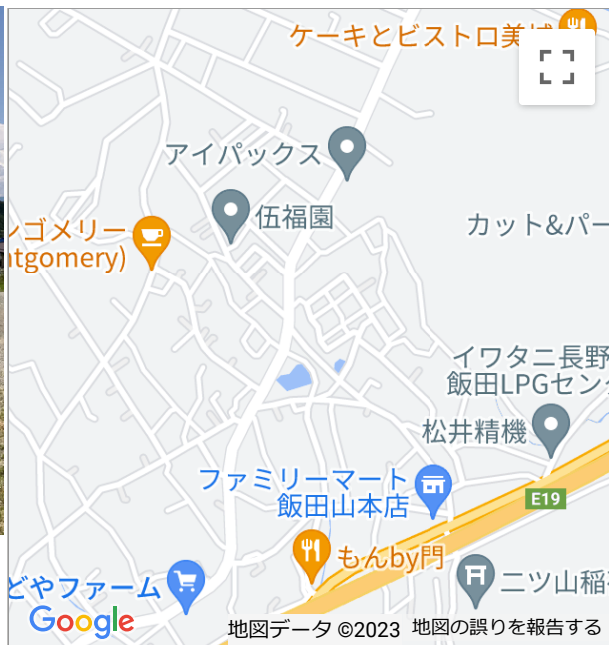 ケーキとビストロ美
アイパックス
伍福園
ンゴメリー
ntgomery)
カット&パー
イワタニ長野
飯田LPGセン
松井精機
ファミリーマート
飯田山本店
E19
もんby門
二ツ山稲
どやファーム
Google
地図データ ©2023
地図の誤りを報告する